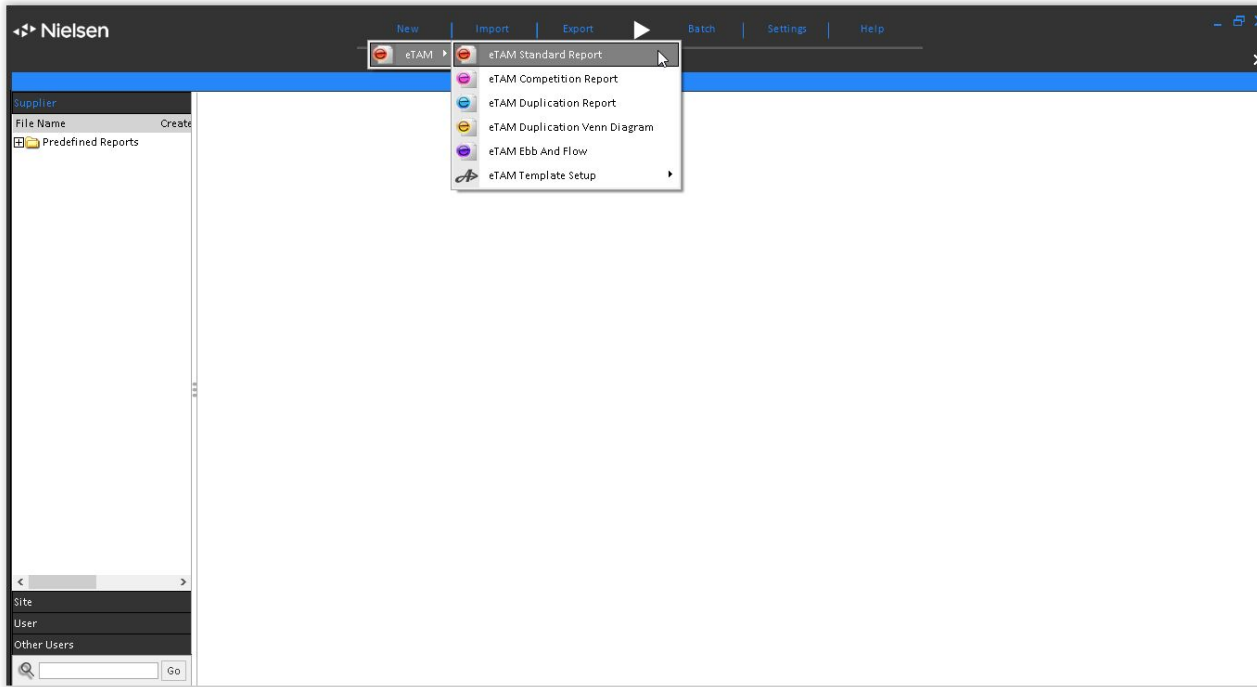 Nielsen
New Import Export Batch Settings Help
eTAM
eTAM Standard Report
eTAM Competition Report
eTAM Duplication Report
eTAM Duplication Venn Diagram
eTAM Ebb And Flow
eTAM Template Setup
Supplier
File Name Create
Predefined Reports
Site
User
Other Users
Go